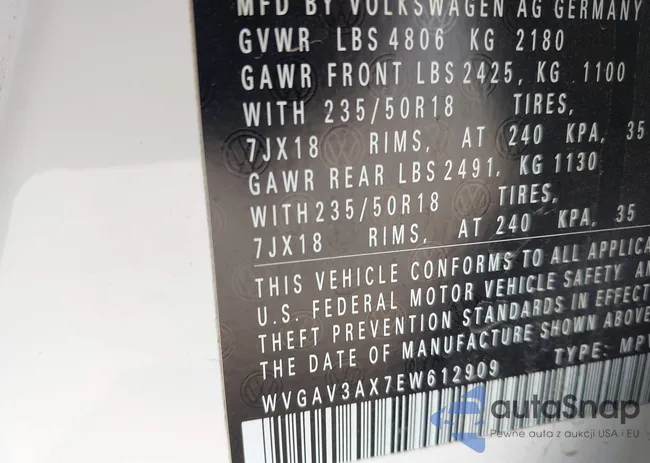 MFD BY VOLKSWAGEN AG GERMANY
GVWR LBS 4806 KG 2180
GAWR FRONT LBS 2425, KG 1100
WITH 235/50R18 TIRES,
7JX18 RIMS, AT 240 KPA, 35
GAWR REAR LBS 2491, KG 1130
WITH 235/50R18 TIRES,
7JX18 RIMS, AT 240 KPA, 35
THIS VEHICLE CONFORMS TO ALL APPLICA
U.S. FEDERAL MOTOR VEHICLE SAFETY AN
THEFT PREVENTION STANDARDS IN EFFECT
THE DATE OF MANUFACTURE SHOWN ABOVE
WVGAV3AX7EW612909 TYPE: MPV
autaSnap
Pewne auta z aukcji USA i EU